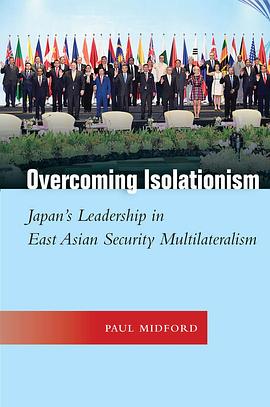 Overcoming Isolationism
Japan's Leadership in
East Asian Security Multilateralism
PAUL MIDFORD